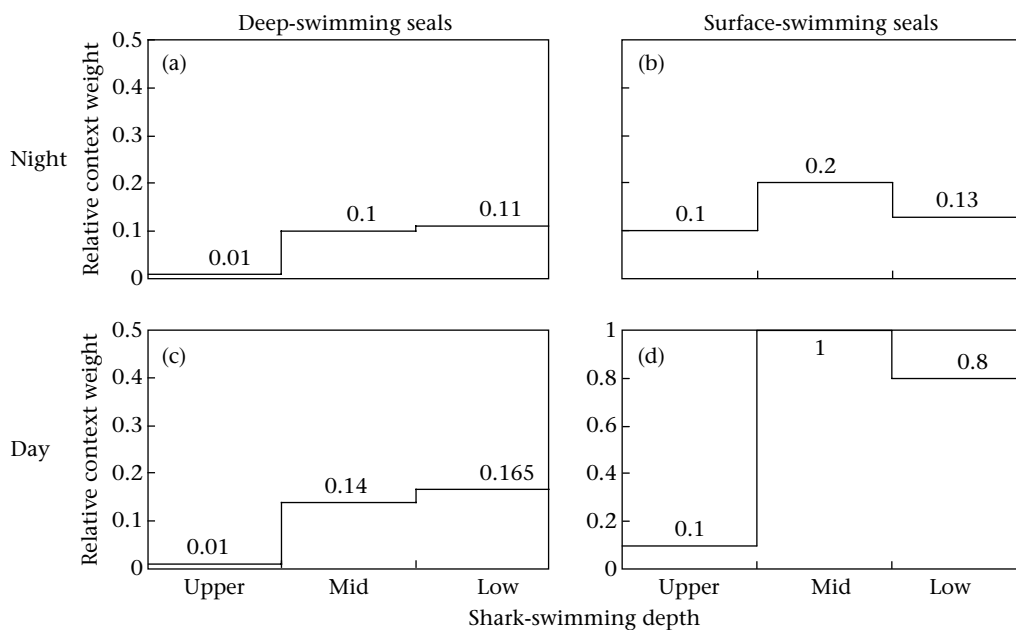 Deep-swimming seals Surface-swimming seals
Night
Relative context weight
0.5
0.4
0.3
0.2
0.1
0
(a)
0.01
0.1
0.11
(b)
0.1
0.2
0.13
Day
Relative context weight
0.5
0.4
0.3
0.2
0.1
0
(c)
0.01
0.14
0.165
1
0.8
0.6
0.4
0.2
0
(d)
0.1
1
0.8
Upper Mid Low Upper Mid Low
Shark-swimming depth